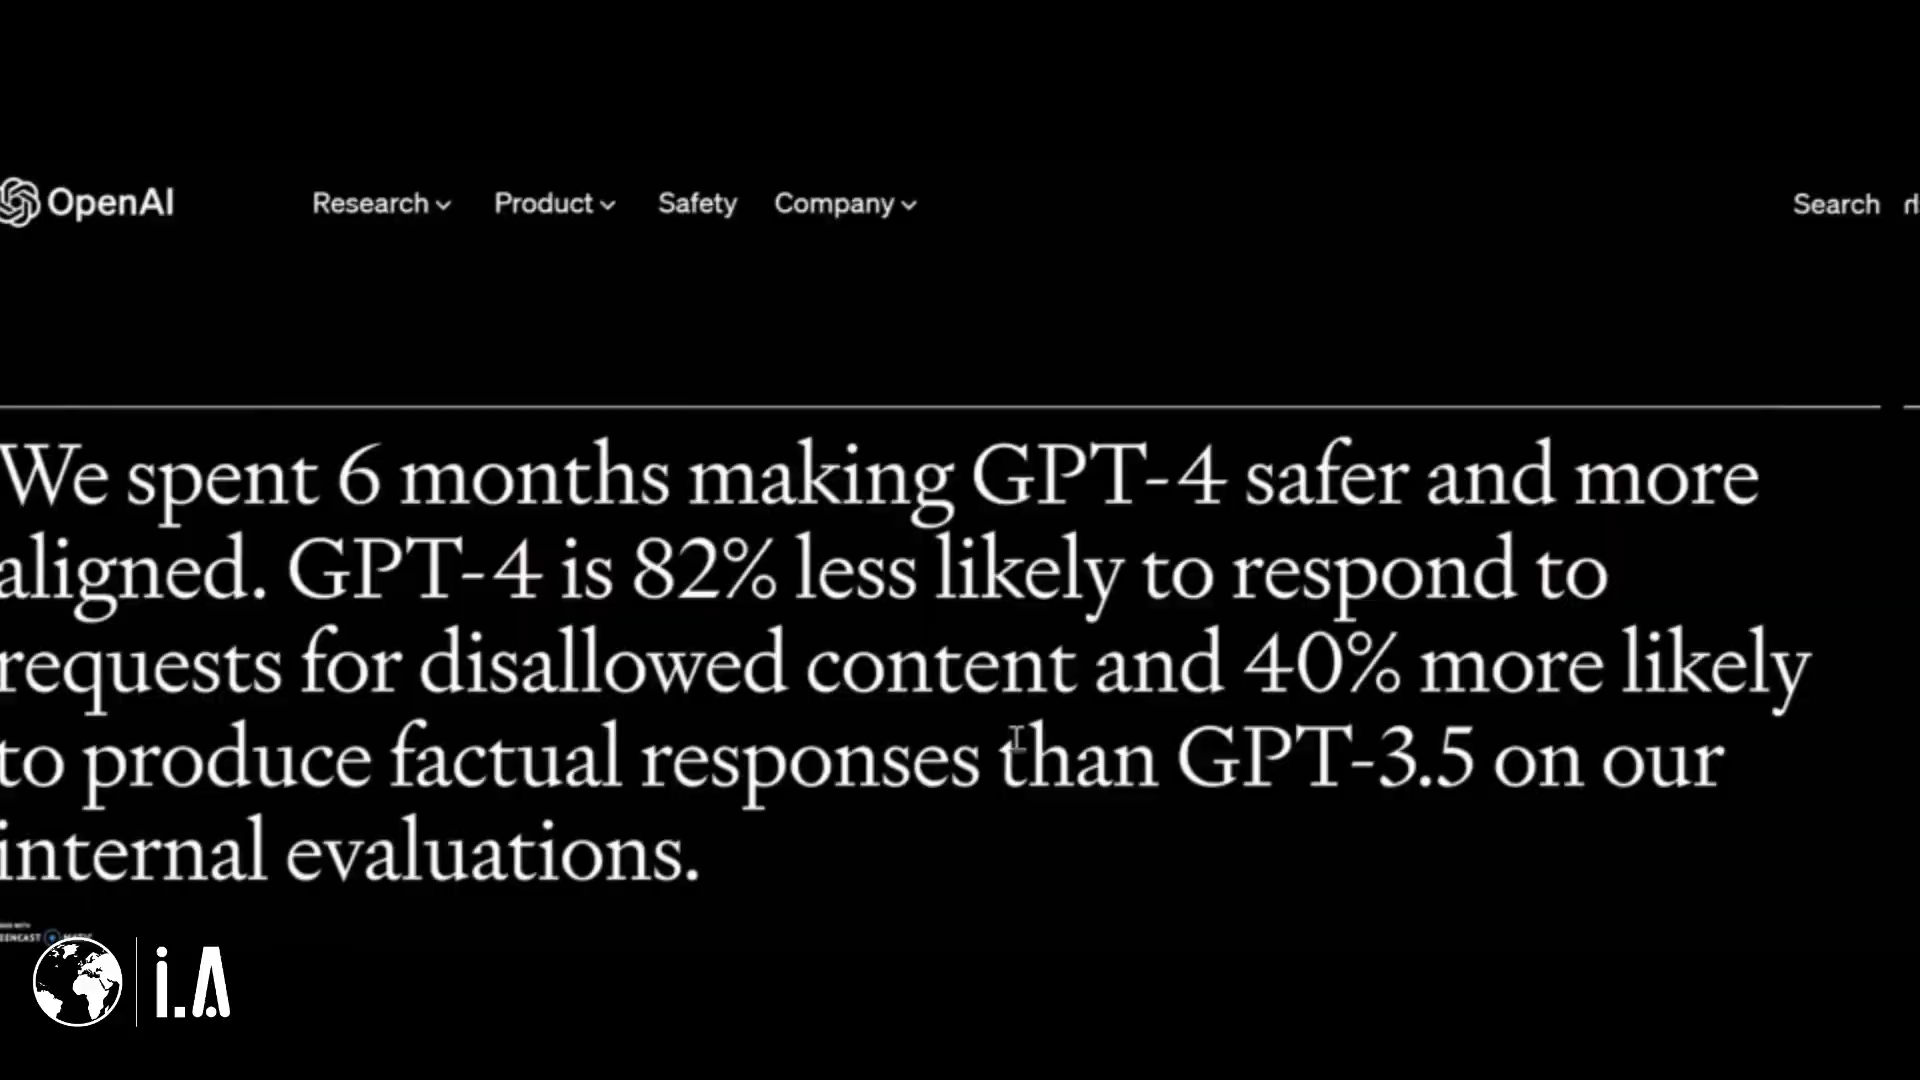 OpenAI Research Product Safety Company Search
We spent 6 months making GPT-4 safer and more
aligned. GPT-4 is 82% less likely to respond to
requests for disallowed content and 40% more likely
to produce factual responses than GPT-3.5 on our
internal evaluations.
i.A